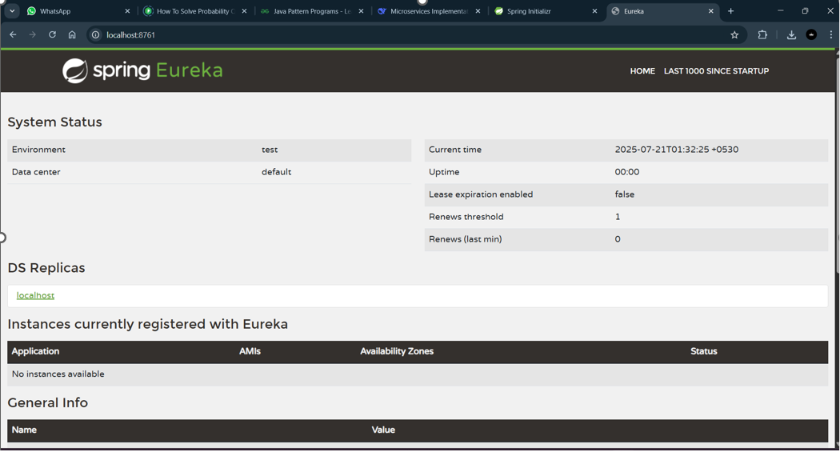 WhatsApp
How To Solve Probability
Java Pattern Programs - L
Microservices Implementa
Spring Initializr
Eureka
localhost:8761
spring Eureka
HOME LAST 1000 SINCE STARTUP
System Status
Environment test
Data center default
Current time 2025-07-21T01:32:25 +0530
Uptime 00:00
Lease expiration enabled false
Renews threshold 1
Renews (last min) 0
DS Replicas
localhost
Instances currently registered with Eureka
Application AMIs Availability Zones Status
No instances available
General Info
Name Value